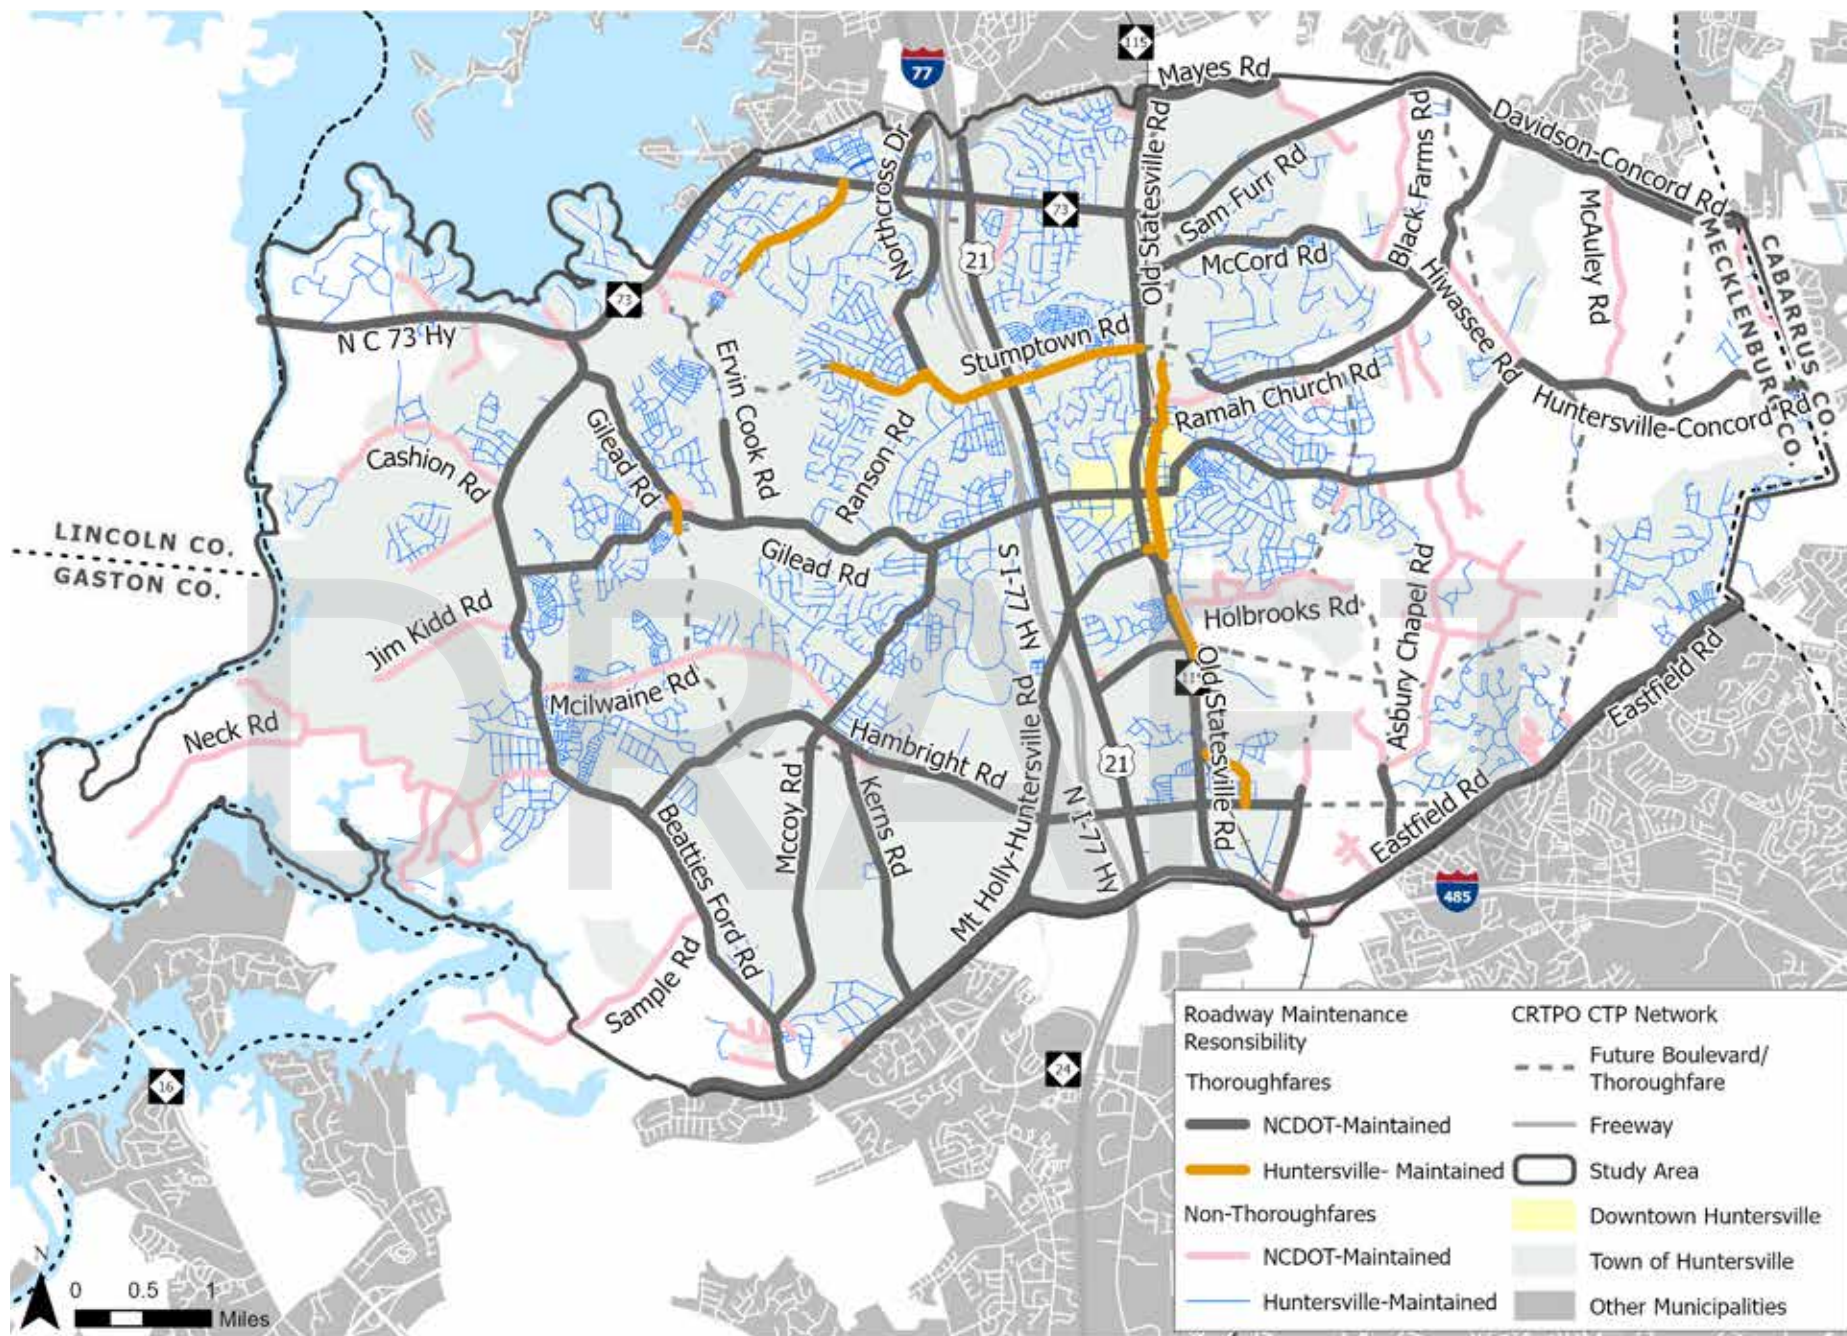 115
77
Mayes Rd
Davidson-Concord Rd
Northcross Dr
Old Statesville Rd
Sam Furr Rd
Black Farms Rd
McAuley Rd
73
21
McCord Rd
CABARRUS CO.
MECKLENBURG CO.
73
N C 73 Hy
Hiwassee Rd
Stumptown Rd
Ervin Cook Rd
Ramah Church Rd
Huntersville-Concord Rd
Gilead Rd
Ranson Rd
Cashion Rd
LINCOLN CO.
GASTON CO.
Gilead Rd
S I-77 Hy
Asbury Chapel Rd
Holbrooks Rd
Jim Kidd Rd
DRAFT
Mcilwaine Rd
115
Old Statesville Rd
Eastfield Rd
Neck Rd
Hambright Rd
Mt Holly-Huntersville Rd
21
Mccoy Rd
Kerns Rd
N I-77 Hy
Beatties Ford Rd
Eastfield Rd
485
Sample Rd
24
16
N
0 0.5 1
Miles
Roadway Maintenance
Resonsibility
Thoroughfares
NCDOT-Maintained
Huntersville- Maintained
Non-Thoroughfares
NCDOT-Maintained
Huntersville-Maintained
CRTPO CTP Network
Future Boulevard/
Thoroughfare
Freeway
Study Area
Downtown Huntersville
Town of Huntersville
Other Municipalities